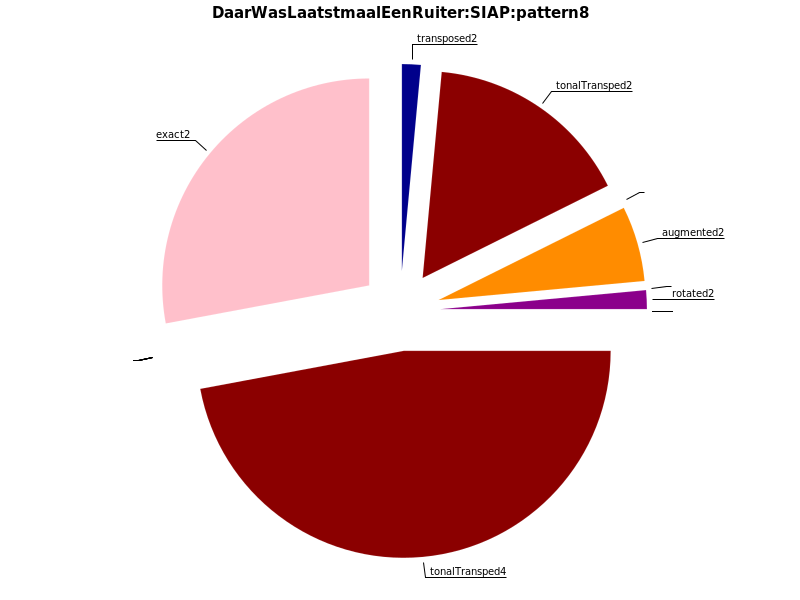 DaarWasLaatstmaalEenRuiter:SIAP:pattern8
transposed2
tonalTransped2
exact2
augmented2
rotated2
tonalTransped4